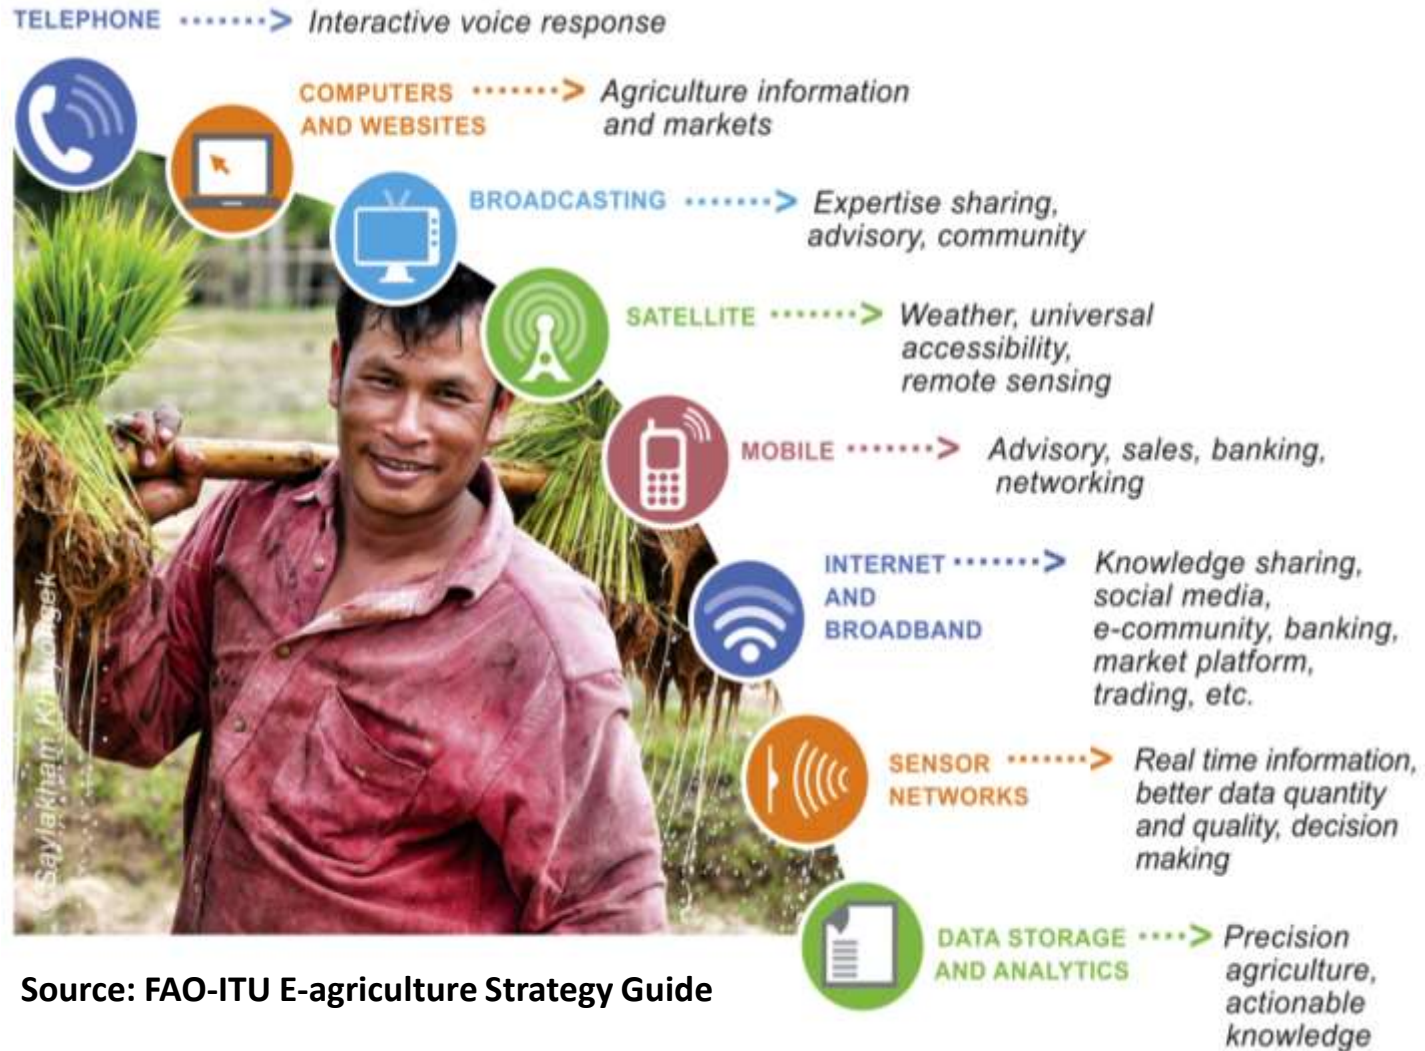 TELEPHONE > Interactive voice response
COMPUTERS > Agriculture information
AND WEBSITES and markets
BROADCASTING > Expertise sharing,
advisory, community
SATELLITE > Weather, universal
accessibility,
remote sensing
MOBILE > Advisory, sales, banking,
networking
INTERNET > Knowledge sharing,
AND social media,
BROADBAND e-community, banking,
market platform,
trading, etc.
SENSOR > Real time information,
NETWORKS better data quantity
and quality, decision
making
DATA STORAGE > Precision
AND ANALYTICS agriculture,
actionable
knowledge
Saylakham
Source: FAO-ITU E-agriculture Strategy Guide